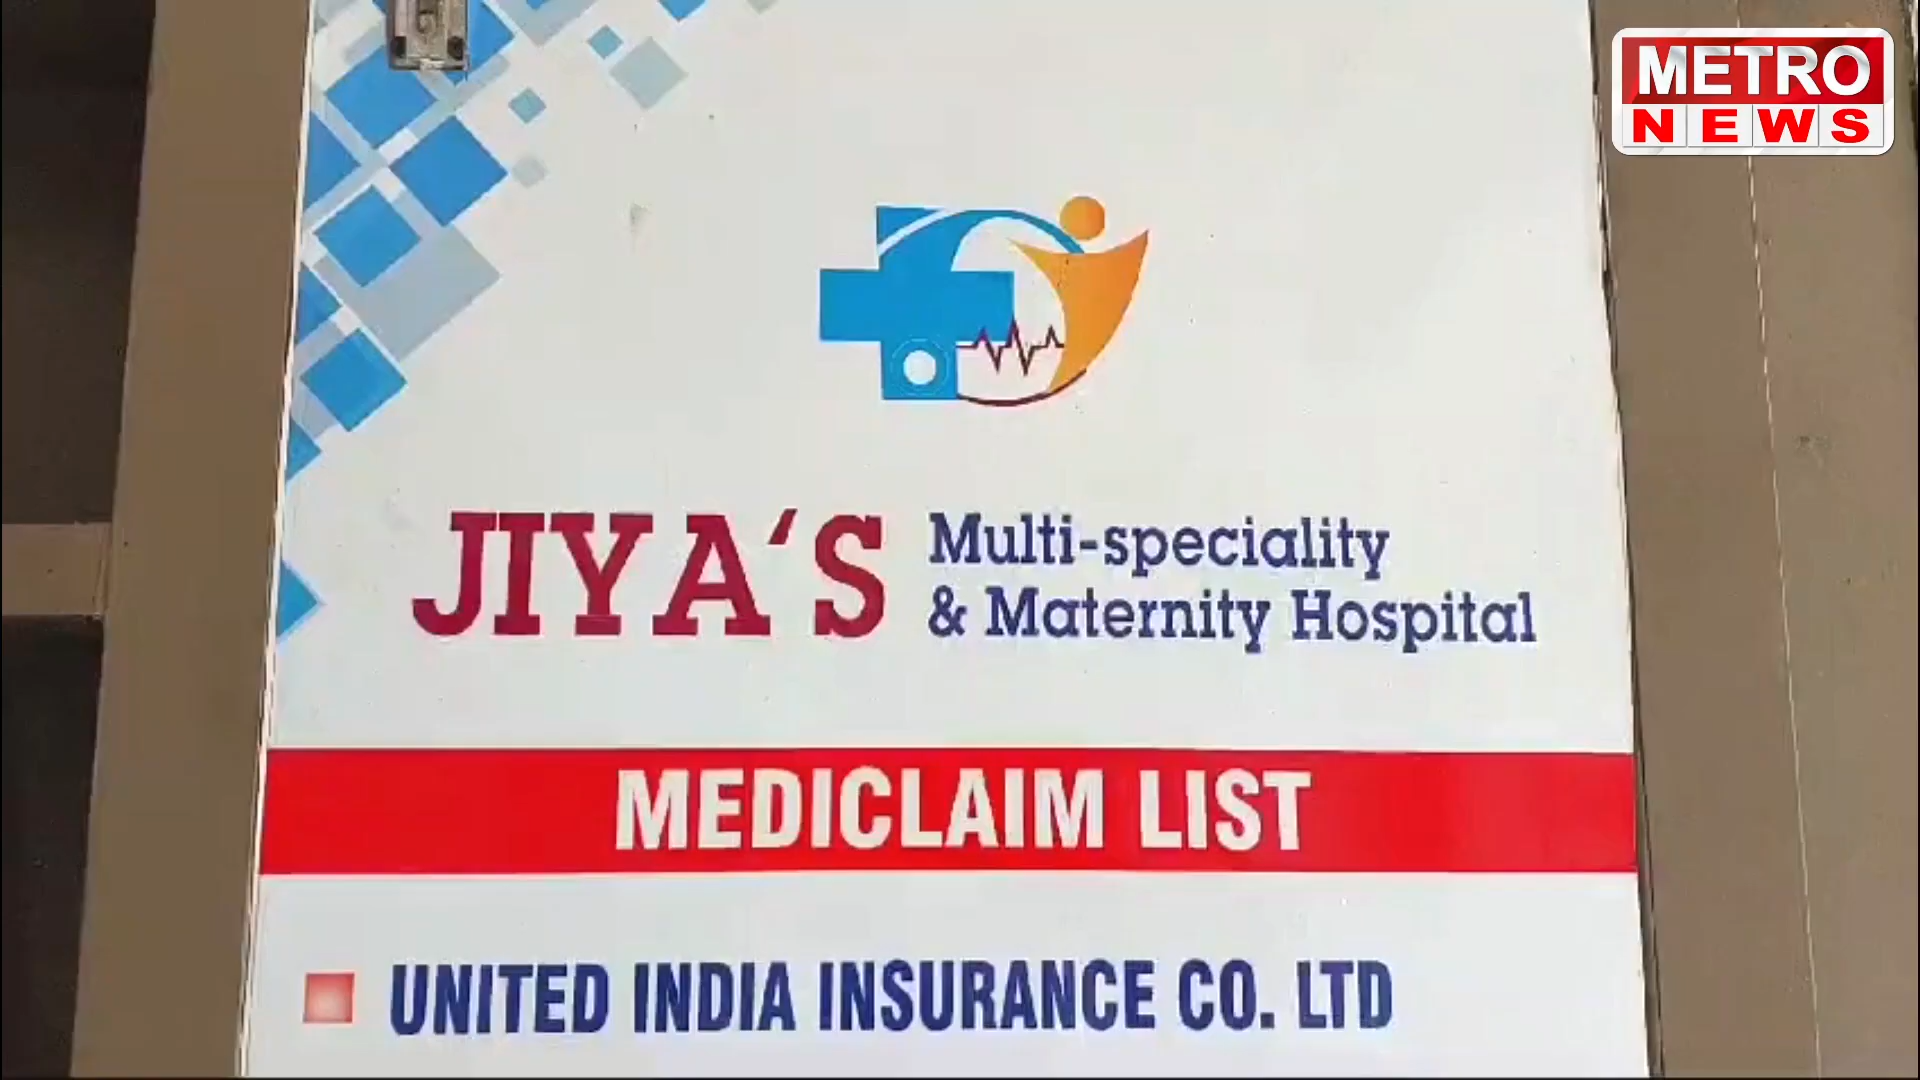 METRO
NEWS
JIYA'S Multi-speciality
& Maternity Hospital
MEDICLAIM LIST
UNITED INDIA INSURANCE CO. LTD